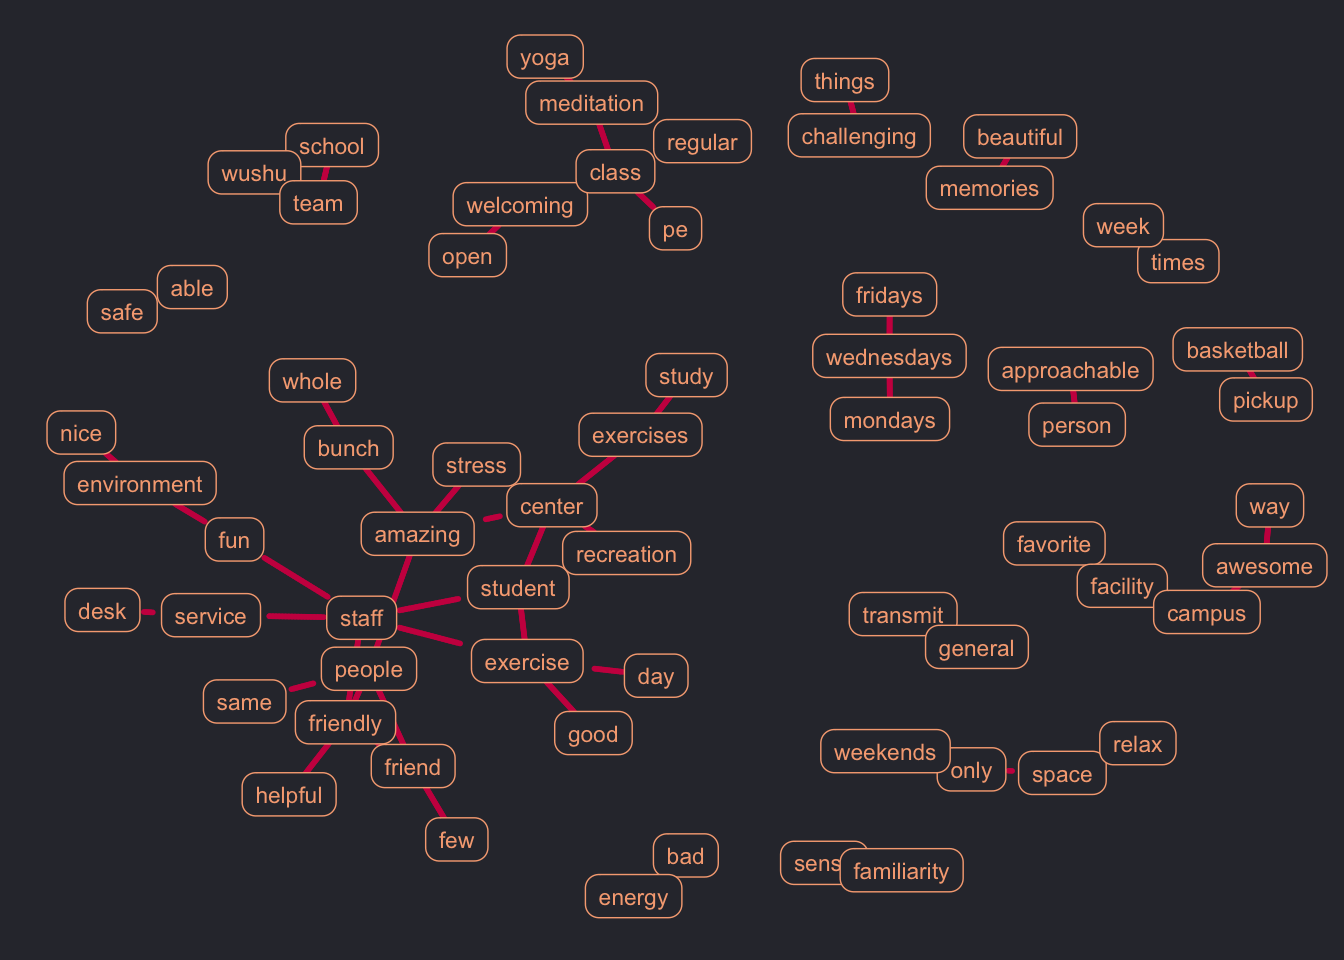 yoga
meditation
things
challenging
beautiful
memories
school
wushu
team
regular
class
welcoming
pe
open
week
times
able
safe
fridays
wednesdays
mondays
approachable
person
basketball
pickup
whole
bunch
study
exercises
nice
environment
stress
center
amazing
recreation
fun
student
desk
service
staff
people
exercise
day
same
friendly
good
friend
helpful
few
way
favorite
awesome
facility
campus
transmit
general
weekends
only
space
relax
bad
energy
sens
familiarity